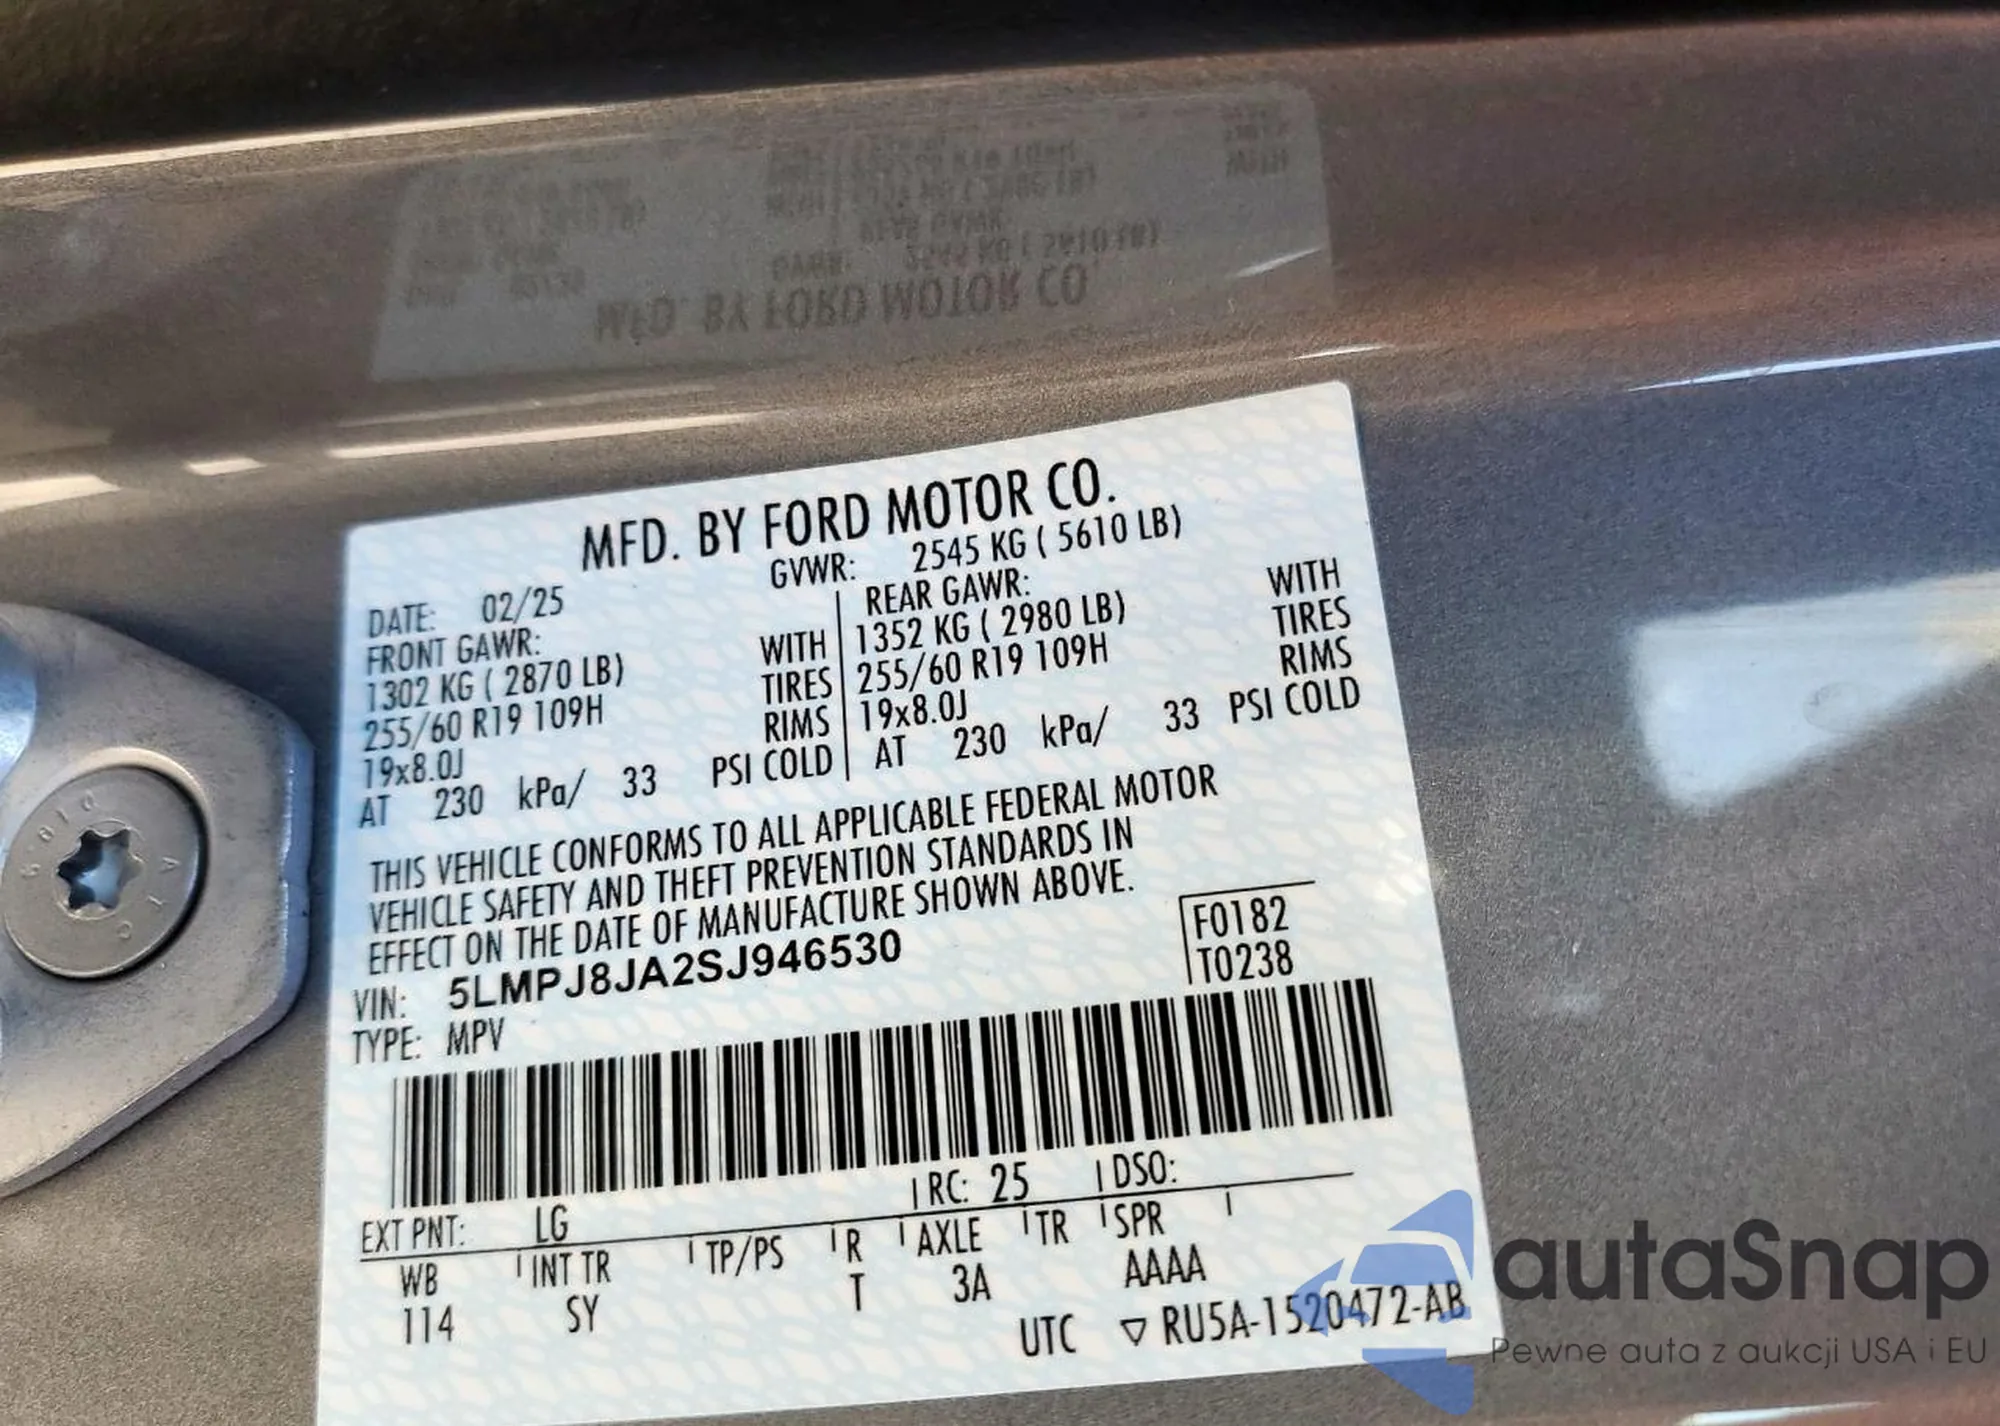 MFD. BY FORD MOTOR CO.
DATE: 02/25 GVWR: 2545 KG ( 5610 LB)
FRONT GAWR: REAR GAWR:
1302 KG ( 2870 LB) WITH 1352 KG ( 2980 LB) WITH
255/60 R19 109H TIRES 255/60 R19 109H TIRES
19x8.0J RIMS 19x8.0J RIMS
AT 230 kPa/ 33 PSI COLD AT 230 kPa/ 33 PSI COLD
THIS VEHICLE CONFORMS TO ALL APPLICABLE FEDERAL MOTOR
VEHICLE SAFETY AND THEFT PREVENTION STANDARDS IN
EFFECT ON THE DATE OF MANUFACTURE SHOWN ABOVE.
VIN: 5LMPJ8JA2SJ946530
F0182
T0238
TYPE: MPV
EXT PNT: LG RC: 25 DSO:
WB INT TR TP/PS R AXLE TR SPR
114 SY T 3A AAAA
UTC ▽ RU5A-1520472-AB
autaSnap
Pewne auta z aukcji USA i EU